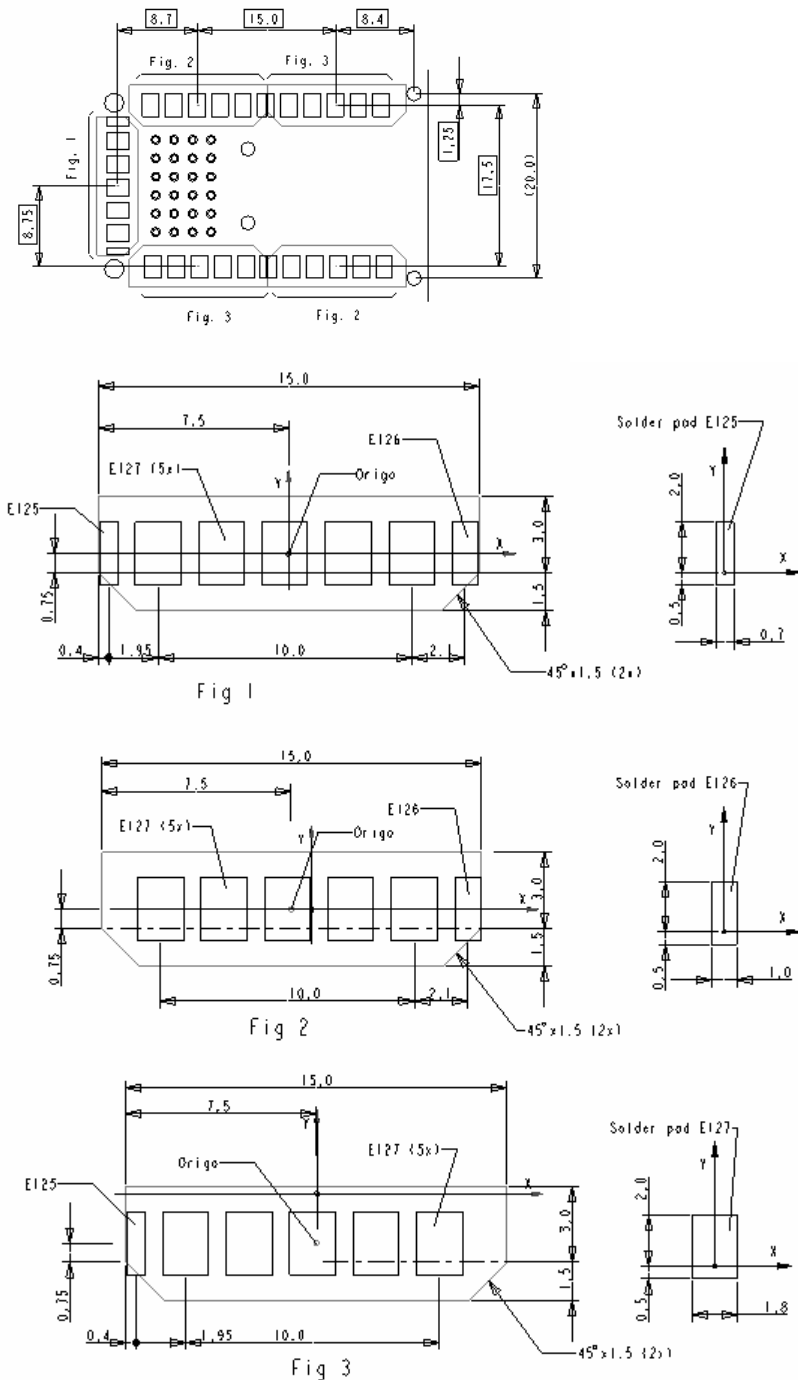 8.7 15.0 8.4
Fig. 2 Fig. 3
Fig. 1
1,25
17,5
(20.0)
8,75
Fig. 3 Fig. 2
15.0
7.5
E126
Solder pad E125
E127 (5x)
Y
Origo
Y
E125
2,0
X
3,0
X
0,75
1,5
0,5
0,7
0,4 1,95 10.0 2.1
45°x1,5 (2x)
Fig 1
15,0
7.5
E126
Solder pad E126
E127 (5x)
Y
Origo
Y
2,0
X
3,0
X
0,75
1,5
0,5
10.0 2,1
1,0
Fig 2
45°x1.5 (2x)
15,0
7,5
Y
E127 (5x)
Solder pad E127
Origo
Y
E125
X
2,0
3,0
X
0,75
1,5
0,5
1,8
0,4 1,95 10.0
45°x1.5 (2x)
Fig 3